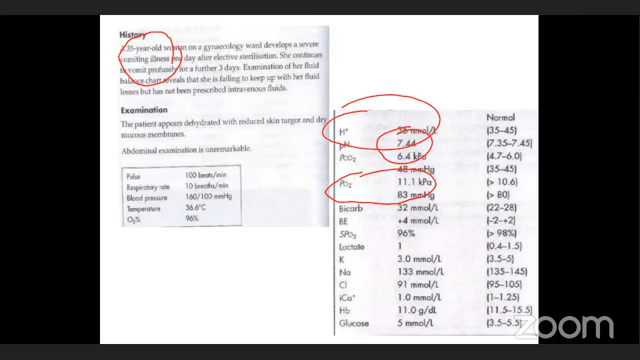 History
A 35-year-old woman on a gynaecology ward develops a severe
vomiting illness one day after elective sterilisation. She continues
to vomit profusely for a further 3 days. Examination of her fluid
balance chart reveals that she is failing to keep up with her fluid
losses but has not been prescribed intravenous fluids.
Examination
The patient appears dehydrated with reduced skin turgor and dry
mucous membranes.
Abdominal examination is unremarkable.
Pulse 100 beats/min
Respiratory rate 10 breaths/min
Blood pressure 160/100 mmHg
Temperature 36.6°C
O₂% 96%
Normal
H⁺ 36 mmol/L (35–45)
pH 7.44 (7.35–7.45)
PCO₂ 6.4 kPa (4.7–6.0)
48 mmHg (35–45)
PO₂ 11.1 kPa (> 10.6)
83 mmHg (> 80)
Bicarb 32 mmol/L (22–28)
BE +4 mmol/L (–2–+2)
SPO₂ 96% (> 98%)
Lactate 1 (0.4–1.5)
K 3.0 mmol/L (3.5–5)
Na 133 mmol/L (135–145)
Cl 91 mmol/L (95–105)
iCa⁺ 1.0 mmol/L (1–1.25)
Hb 11.0 g/dL (11.5–15.5)
Glucose 5 mmol/L (3.5–5.5)
zoom